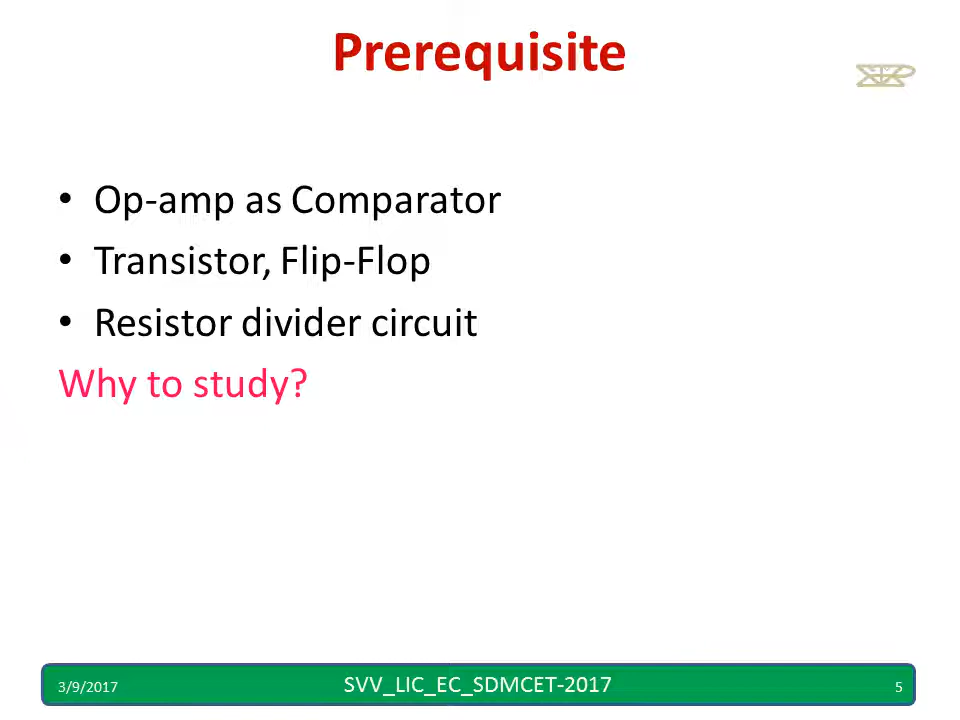 Prerequisite
• Op-amp as Comparator
• Transistor, Flip-Flop
• Resistor divider circuit
Why to study?
3/9/2017
SVV_LIC_EC_SDMCET-2017
5